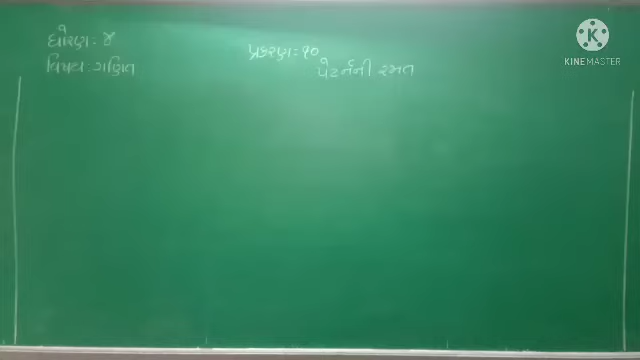 ધોરણ : ૪
વિષય : ગણિત
પ્રકરણ : ૧૦
પેટર્નની રમત
KINEMASTER